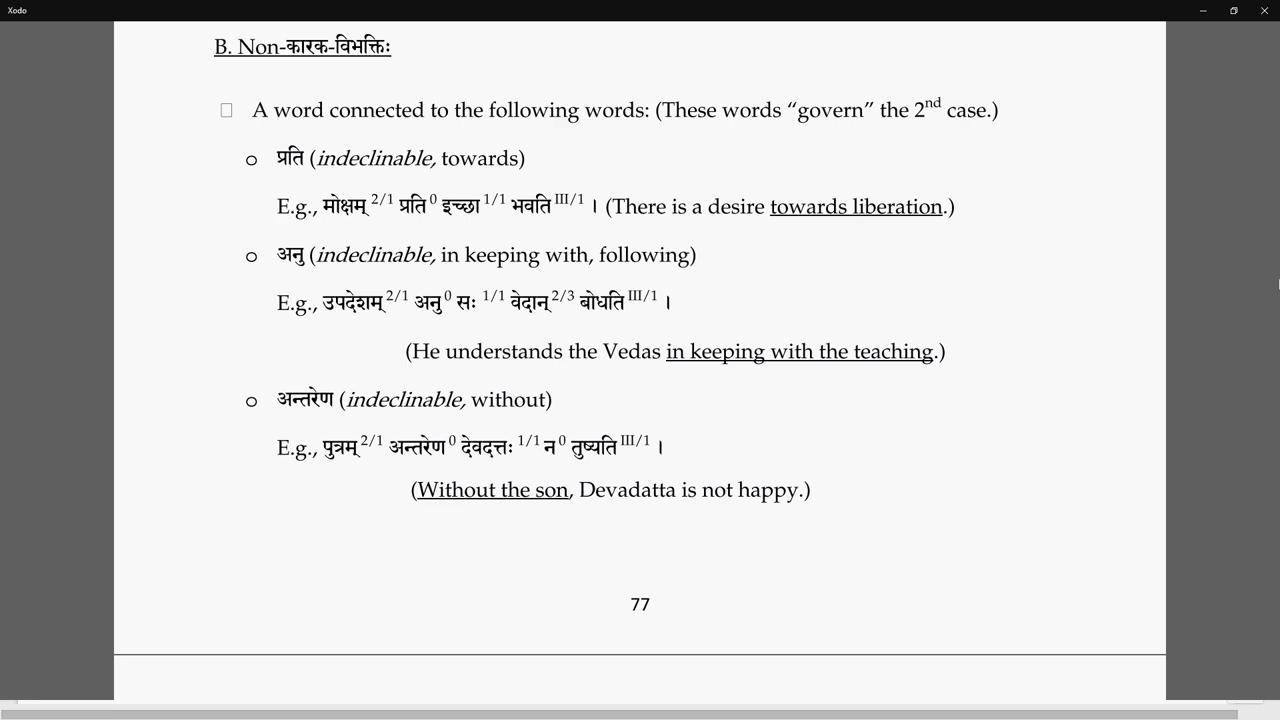 Xodo
B. Non-कारक-विभक्तिः
□ A word connected to the following words: (These words “govern” the 2nd case.)
o प्रति (indeclinable, towards)
E.g., मोक्षम् 2/1 प्रति 0 इच्छा 1/1 भवति III/1 । (There is a desire towards liberation.)
o अनु (indeclinable, in keeping with, following)
E.g., उपदेशम् 2/1 अनु 0 सः 1/1 वेदान् 2/3 बोधति III/1 ।
(He understands the Vedas in keeping with the teaching.)
o अन्तरेण (indeclinable, without)
E.g., पुत्रम् 2/1 अन्तरेण 0 देवदत्तः 1/1 न 0 तुष्यति III/1 ।
(Without the son, Devadatta is not happy.)
77